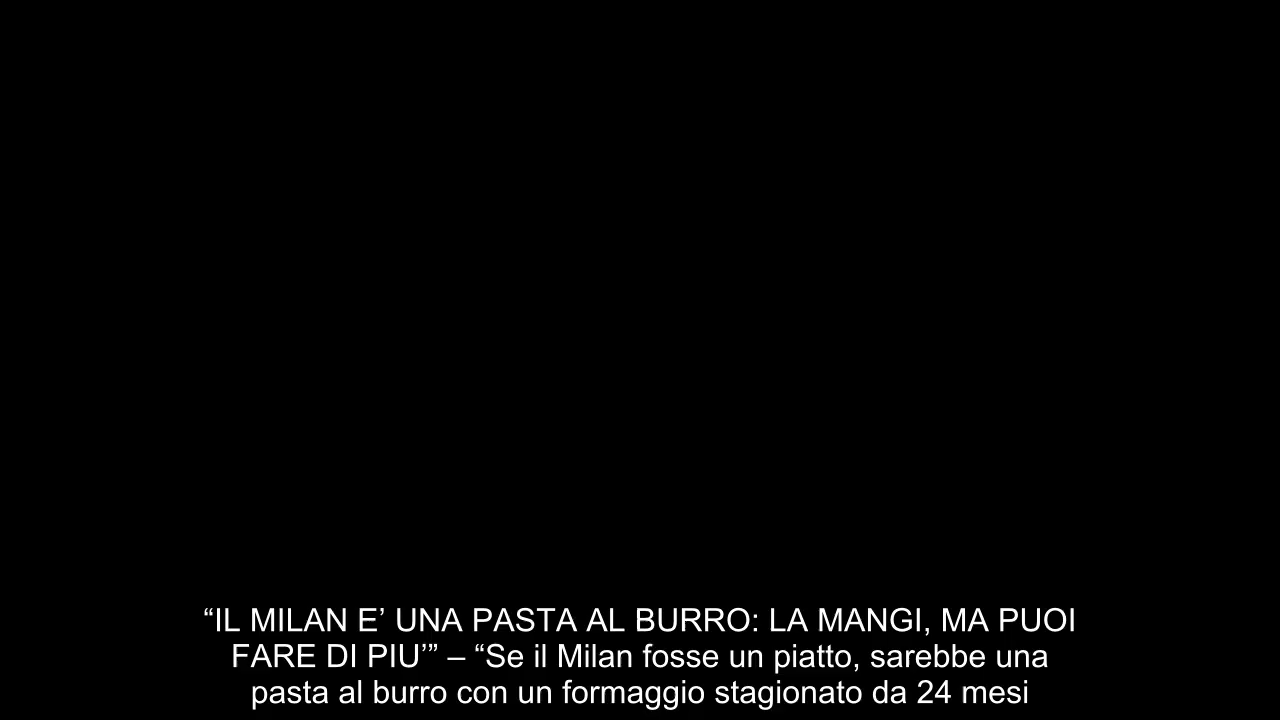 “IL MILAN E’ UNA PASTA AL BURRO: LA MANGI, MA PUOI
FARE DI PIU’” – “Se il Milan fosse un piatto, sarebbe una
pasta al burro con un formaggio stagionato da 24 mesi